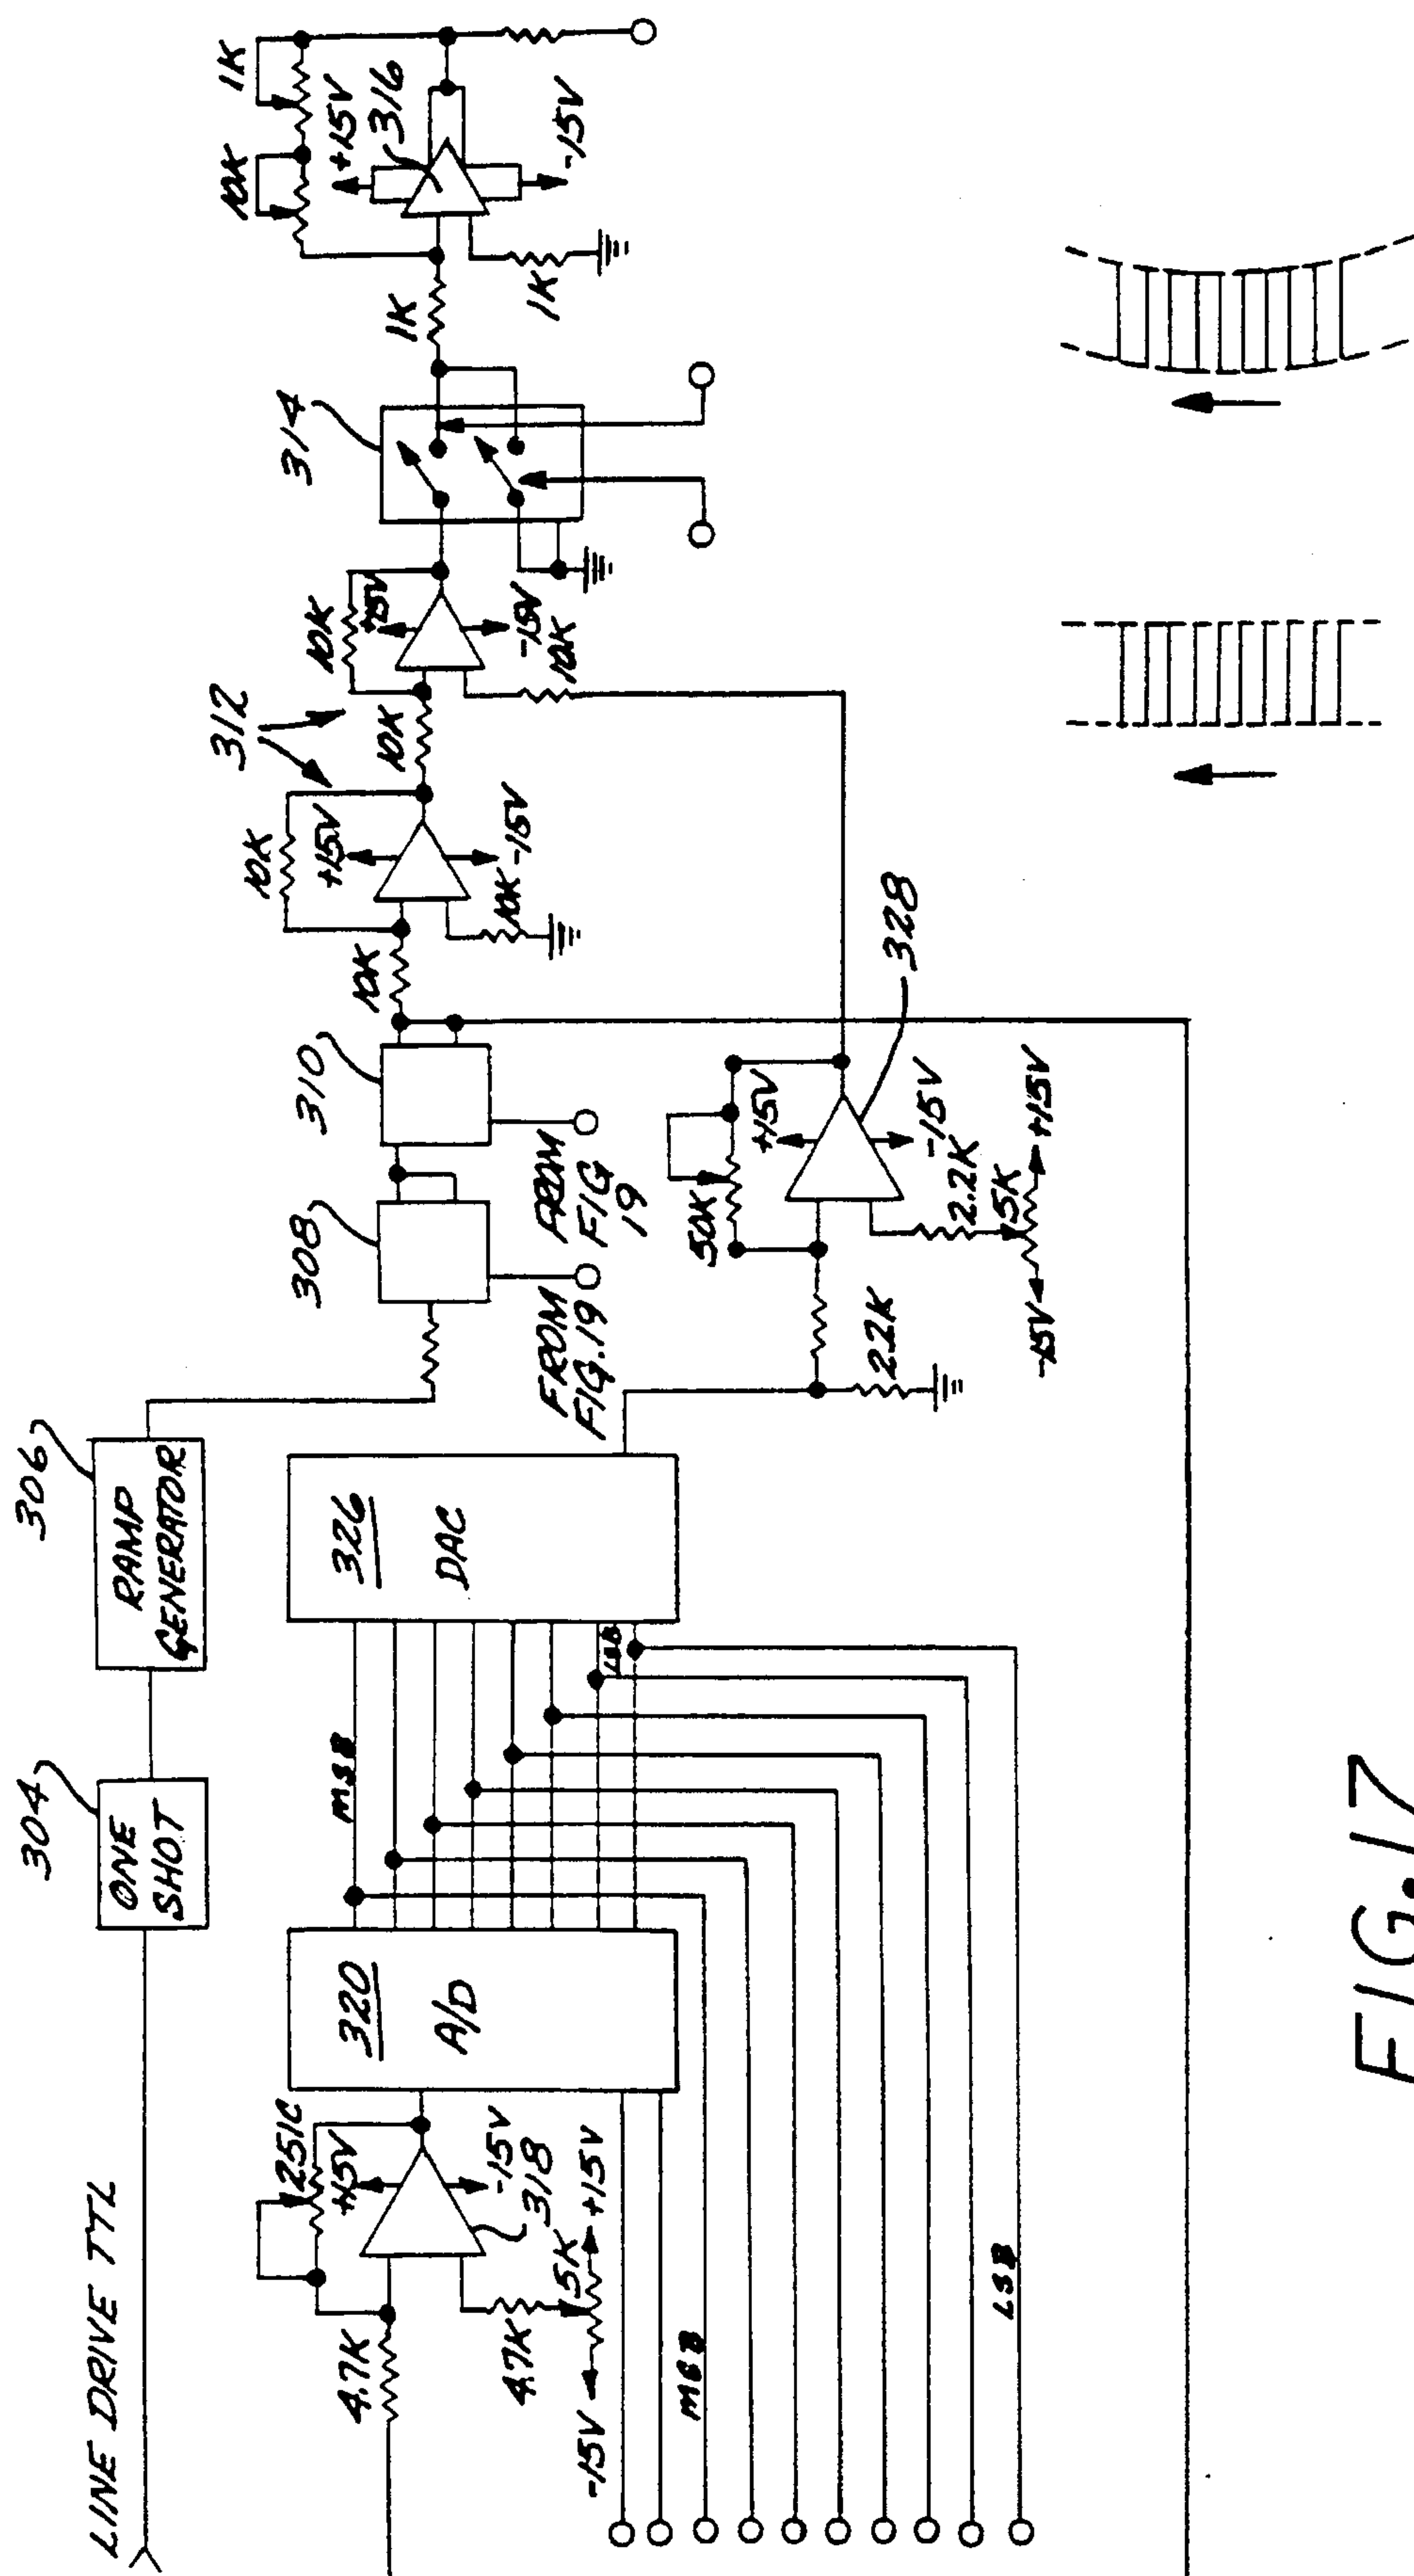 LINE DRIVE TTL
304
ONE
SHOT
306
RAMP
GENERATOR
308
FROM
FIG.19
310
FROM
FIG
19
10K
10K
+15V
-15V
10K
312
10K
10K
+15V
-15V
10K
314
1K
10K
1K
+15V
316
-15V
1K
4.7K
251C
+15V
-15V
318
4.7K
5K
-15V
+15V
320
A/D
MSB
LSB
326
DAC
22K
50K
+15V
-15V
328
2.2K
5K
-15V
+15V
MCB
LSB
FIG.17